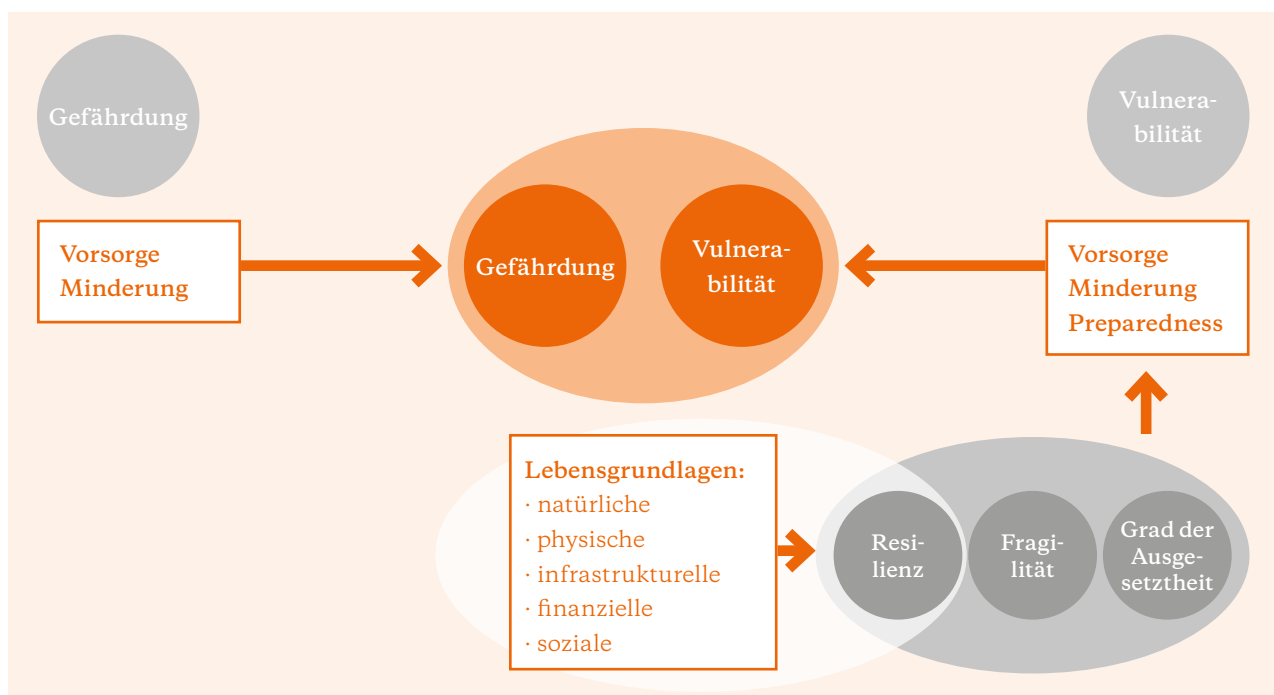 Gefährdung
Vulnera-
bilität
Gefährdung
Vulnera-
bilität
Vorsorge
Minderung
Vorsorge
Minderung
Preparedness
Lebensgrundlagen:
· natürliche
· physische
· infrastrukturelle
· finanzielle
· soziale
Resi-
lienz
Fragi-
lität
Grad der
Ausge-
setztheit